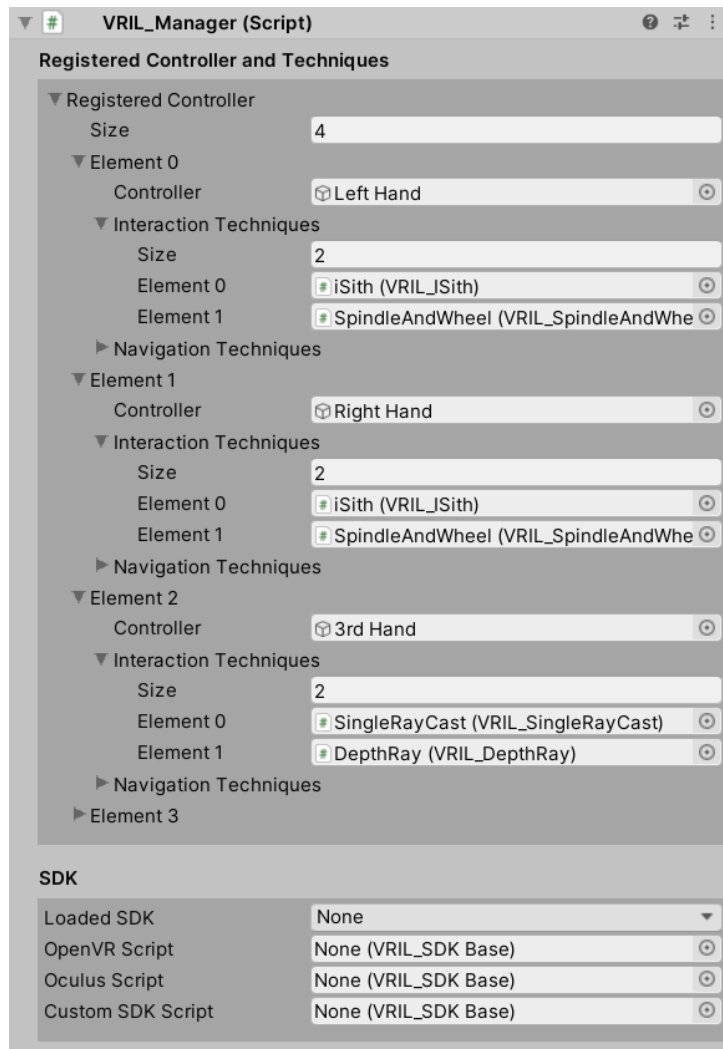 VRIL_Manager (Script)
Registered Controller and Techniques
Registered Controller
Size 4
Element 0
Controller Left Hand
Interaction Techniques
Size 2
Element 0 iSith (VRIL_ISith)
Element 1 SpindleAndWheel (VRIL_SpindleAndWhe
Navigation Techniques
Element 1
Controller Right Hand
Interaction Techniques
Size 2
Element 0 iSith (VRIL_ISith)
Element 1 SpindleAndWheel (VRIL_SpindleAndWhe
Navigation Techniques
Element 2
Controller 3rd Hand
Interaction Techniques
Size 2
Element 0 SingleRayCast (VRIL_SingleRayCast)
Element 1 DepthRay (VRIL_DepthRay)
Navigation Techniques
Element 3
SDK
Loaded SDK None
OpenVR Script None (VRIL_SDK Base)
Oculus Script None (VRIL_SDK Base)
Custom SDK Script None (VRIL_SDK Base)